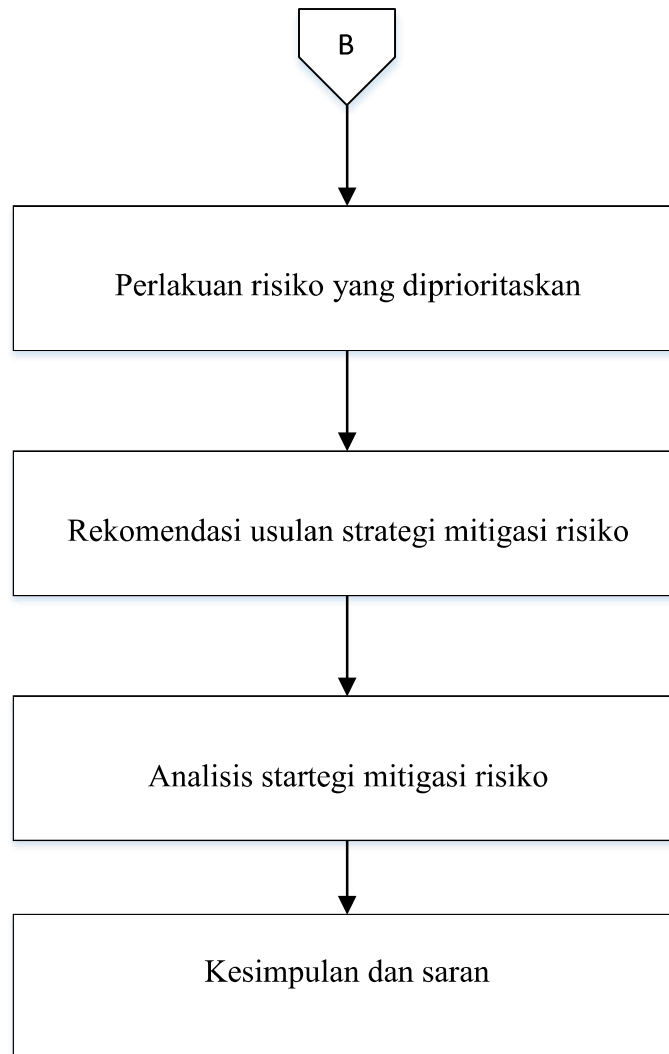 B
Perlakuan risiko yang diprioritaskan
Rekomendasi usulan strategi mitigasi risiko
Analisis startegi mitigasi risiko
Kesimpulan dan saran